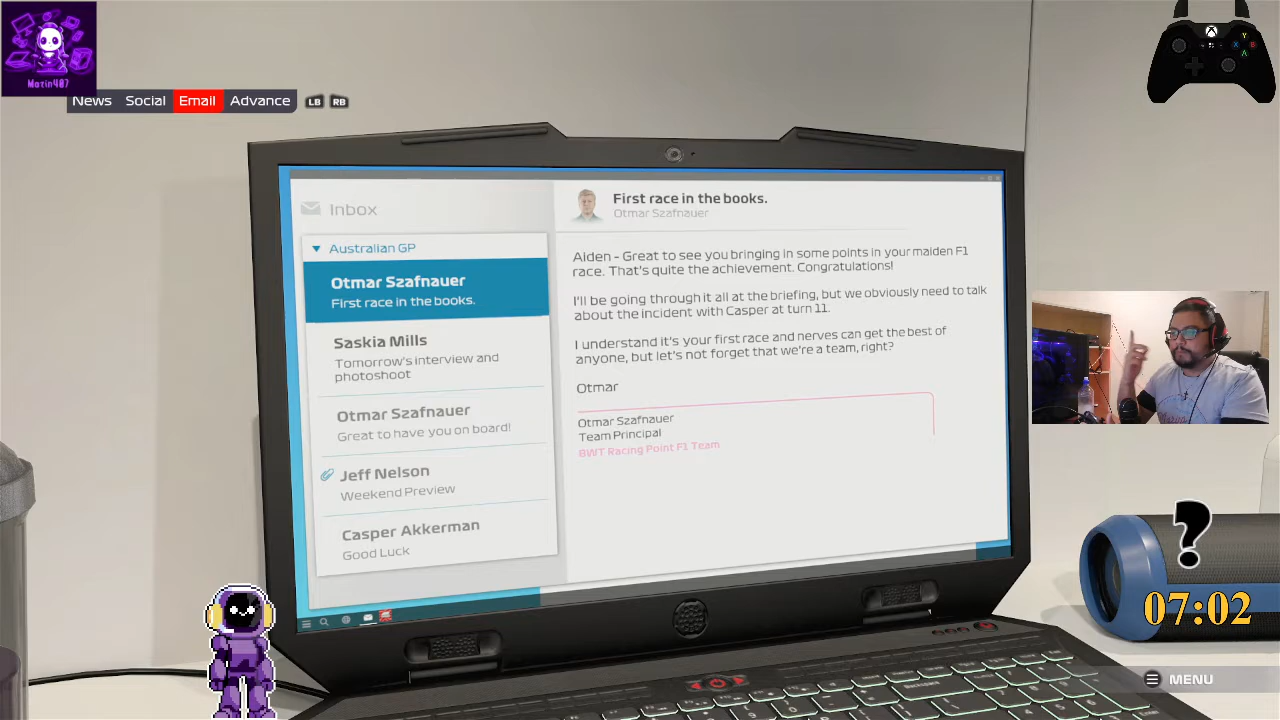 Mozin407
News Social Email Advance LB RB
Inbox
Australian GP
Otmar Szafnauer
First race in the books.
Saskia Mills
Tomorrow's interview and
photoshoot
Otmar Szafnauer
Great to have you on board!
Jeff Nelson
Weekend Preview
Casper Akkerman
Good Luck
First race in the books.
Otmar Szafnauer
Aiden - Great to see you bringing in some points in your maiden F1
race. That's quite the achievement. Congratulations!
I'll be going through it all at the briefing, but we obviously need to talk
about the incident with Casper at turn 11.
I understand it's your first race and nerves can get the best of
anyone, but let's not forget that we're a team, right?
Otmar
Otmar Szafnauer
Team Principal
BWT Racing Point F1 Team
?
07:02
MENU